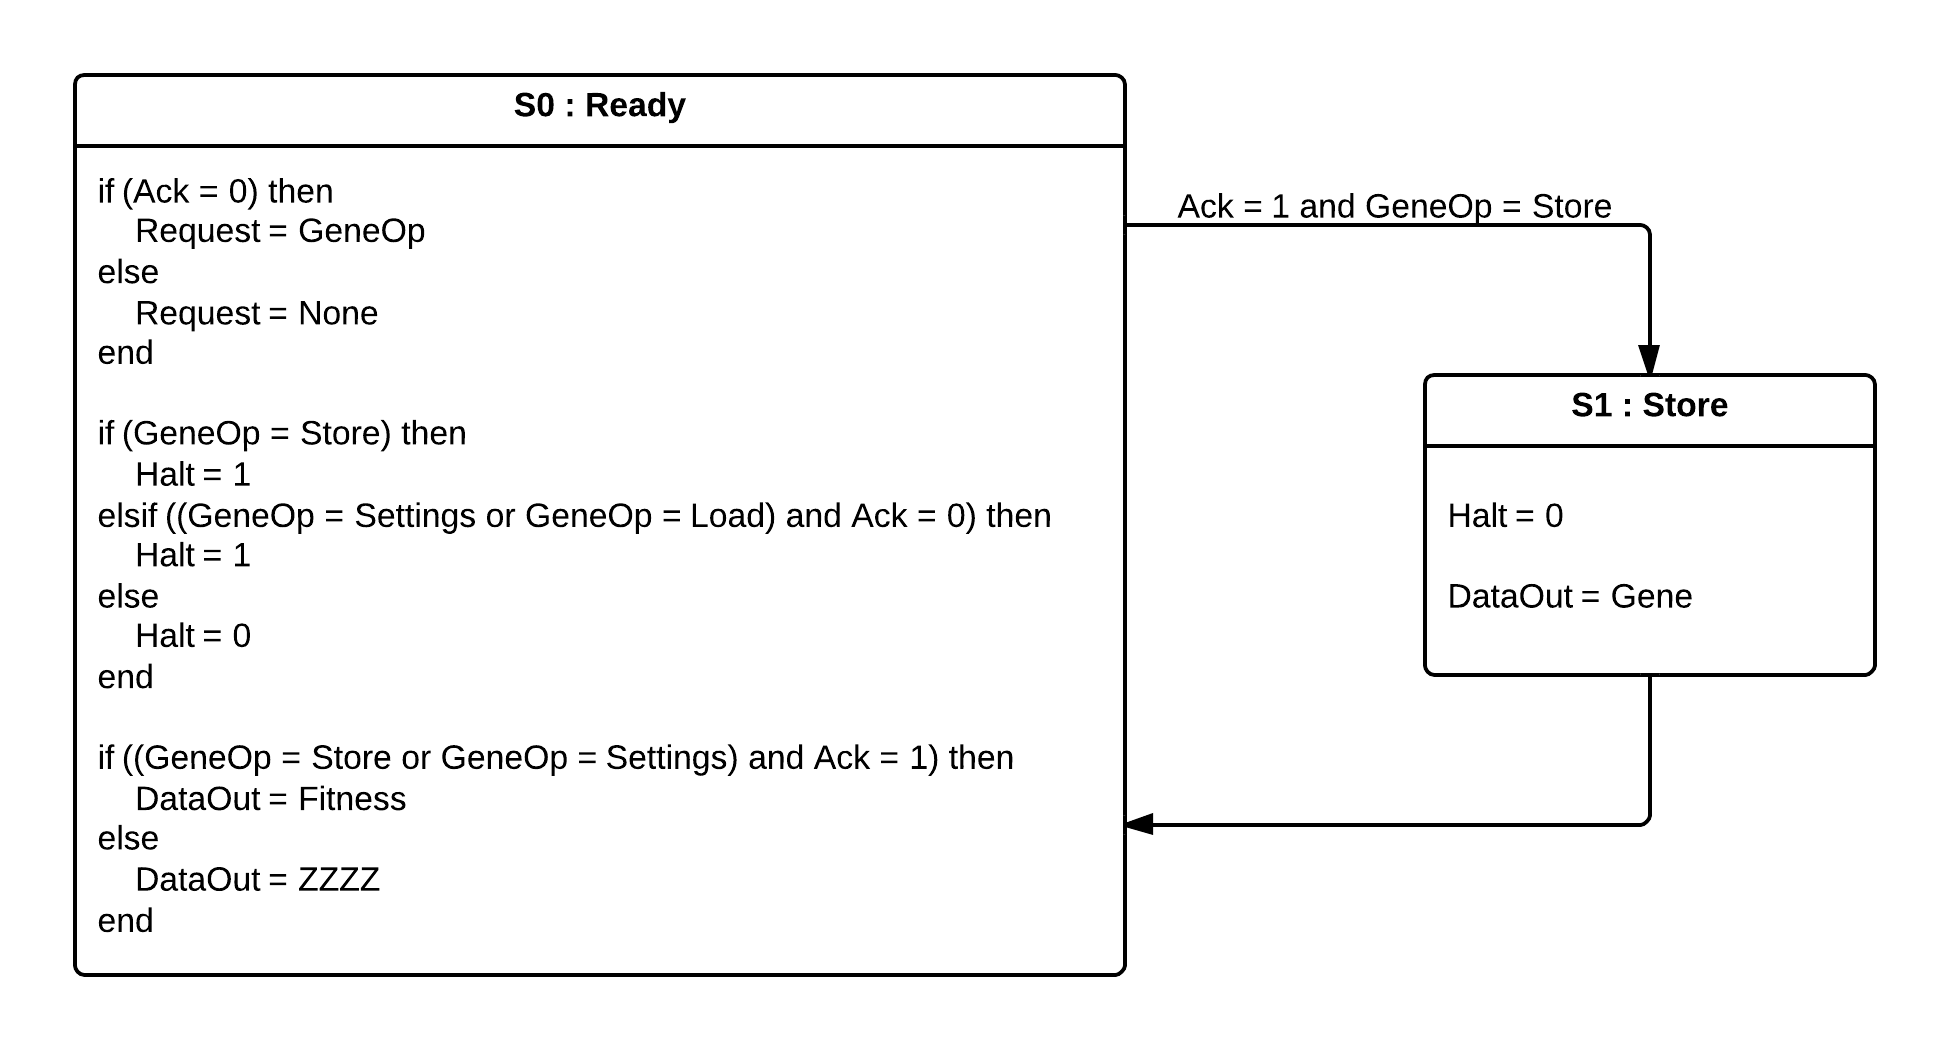 S0 : Ready
if (Ack = 0) then
Request = GeneOp
else
Request = None
end
if (GeneOp = Store) then
Halt = 1
elsif ((GeneOp = Settings or GeneOp = Load) and Ack = 0) then
Halt = 1
else
Halt = 0
end
if ((GeneOp = Store or GeneOp = Settings) and Ack = 1) then
DataOut = Fitness
else
DataOut = ZZZZ
end
Ack = 1 and GeneOp = Store
S1 : Store
Halt = 0
DataOut = Gene